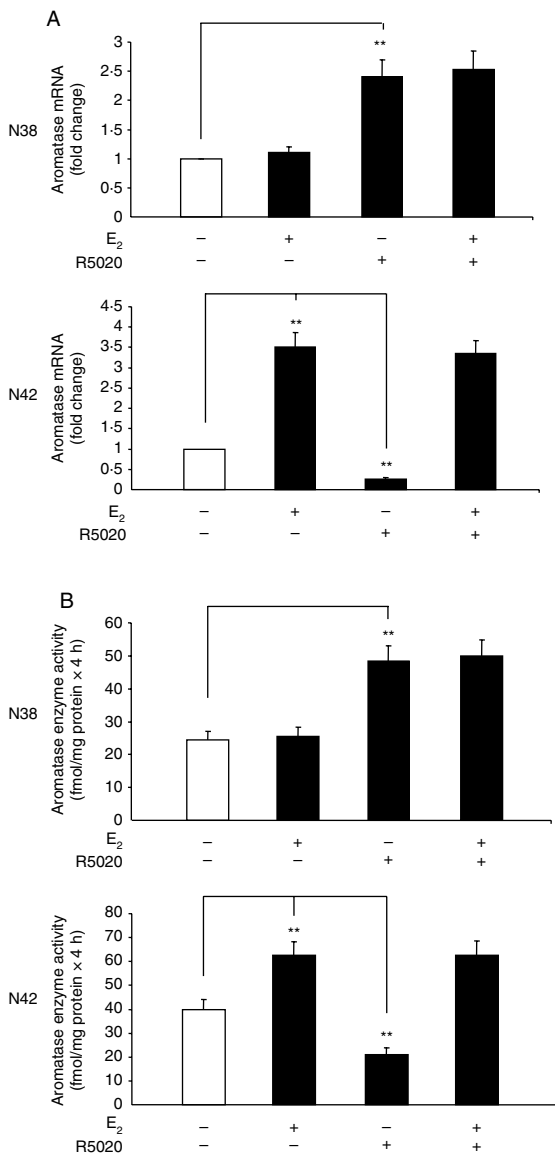 A
N38
Aromatase mRNA
(fold change)
3
2·5
2
1·5
1
0·5
0
**
E2 – + – +
R5020 – – + +
N42
Aromatase mRNA
(fold change)
4
3·5
3
2·5
2
1·5
1
0·5
0
**
**
E2 – + – +
R5020 – – + +
B
N38
Aromatase enzyme activity
(fmol/mg protein × 4 h)
60
50
40
30
20
10
0
**
E2 – + – +
R5020 – – + +
N42
Aromatase enzyme activity
(fmol/mg protein × 4 h)
80
70
60
50
40
30
20
10
0
**
**
E2 – + – +
R5020 – – + +